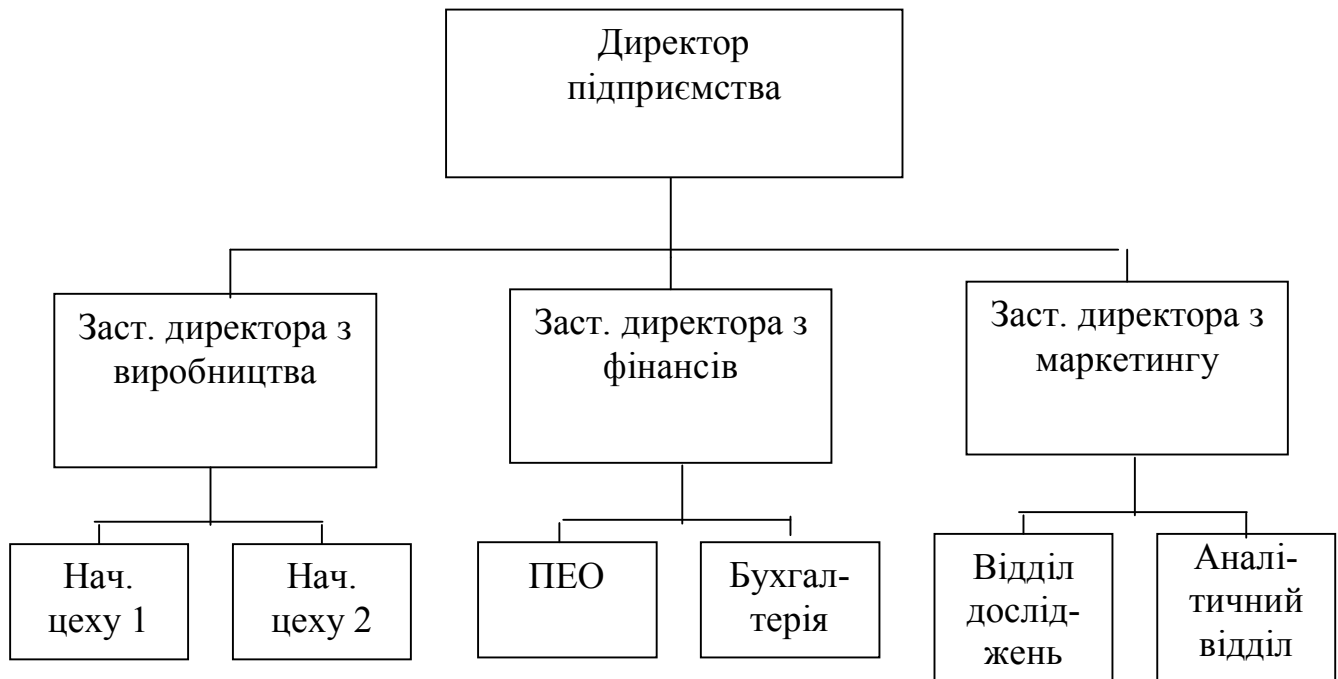 Директор
підприємства
Заст. директора з
виробництва
Заст. директора з
фінансів
Заст. директора з
маркетингу
Нач.
цеху 1
Нач.
цеху 2
ПЕО
Бухгал-
терія
Відділ
дослід-
жень
Аналі-
тичний
відділ